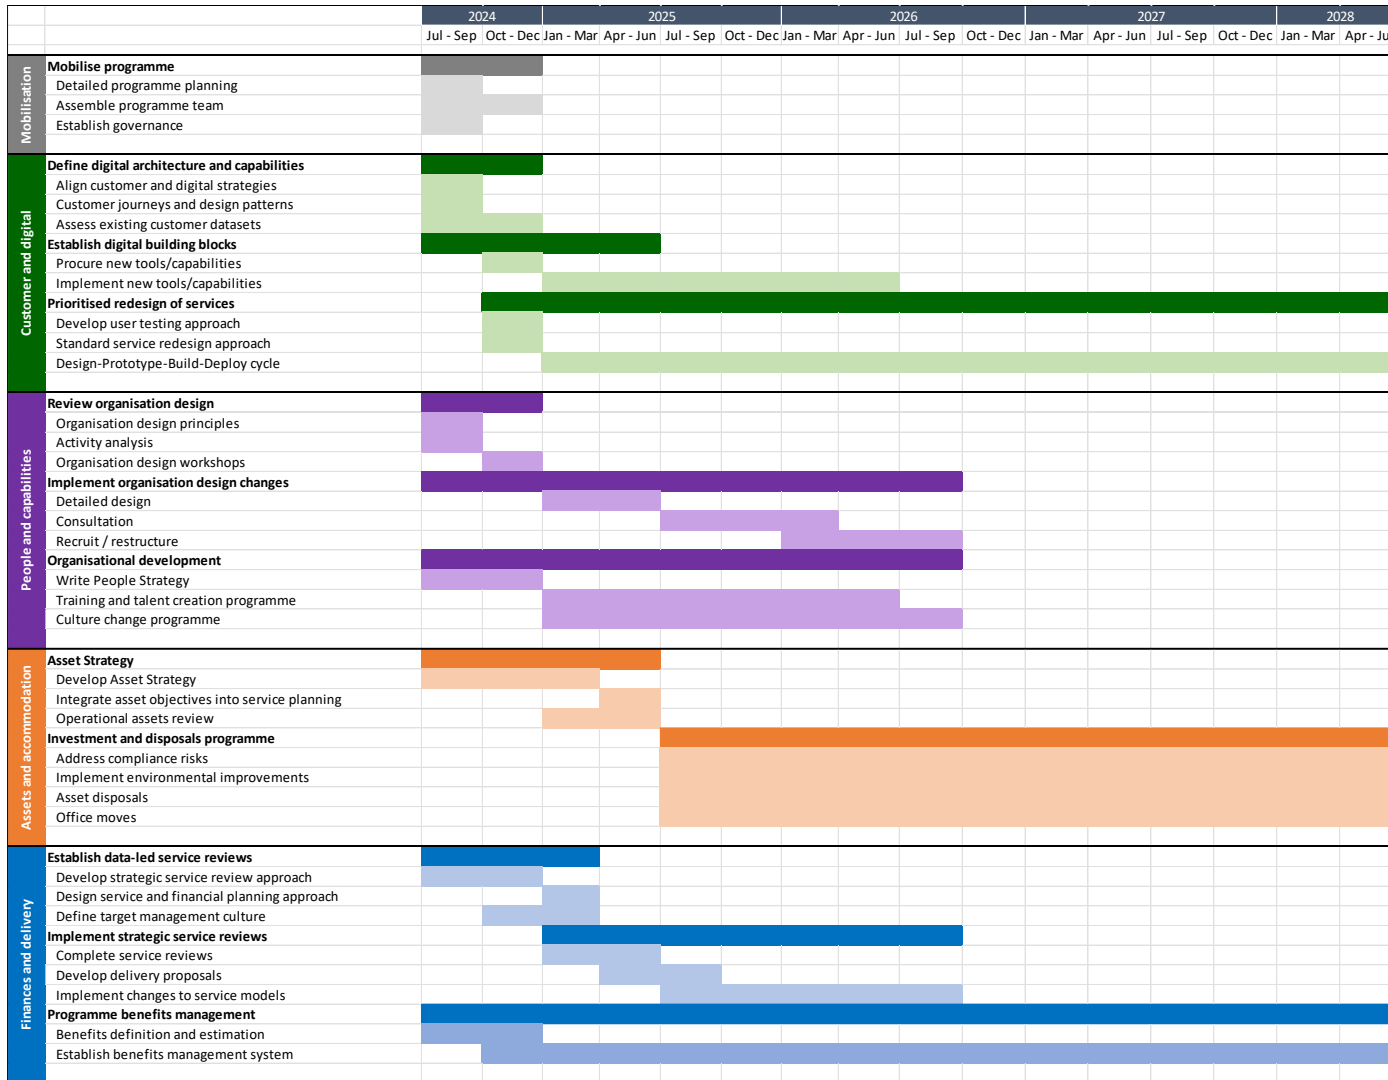 2024 2025 2026 2027 2028
Jul - Sep Oct - Dec Jan - Mar Apr - Jun Jul - Sep Oct - Dec Jan - Mar Apr - Jun Jul - Sep Oct - Dec Jan - Mar Apr - Jun Jul - Sep Oct - Dec Jan - Mar Apr - Ju
Mobilisation
Mobilise programme
Detailed programme planning
Assemble programme team
Establish governance
Customer and digital
Define digital architecture and capabilities
Align customer and digital strategies
Customer journeys and design patterns
Assess existing customer datasets
Establish digital building blocks
Procure new tools/capabilities
Implement new tools/capabilities
Prioritised redesign of services
Develop user testing approach
Standard service redesign approach
Design-Prototype-Build-Deploy cycle
People and capabilities
Review organisation design
Organisation design principles
Activity analysis
Organisation design workshops
Implement organisation design changes
Detailed design
Consultation
Recruit / restructure
Organisational development
Write People Strategy
Training and talent creation programme
Culture change programme
Assets and accommodation
Asset Strategy
Develop Asset Strategy
Integrate asset objectives into service planning
Operational assets review
Investment and disposals programme
Address compliance risks
Implement environmental improvements
Asset disposals
Office moves
Finances and delivery
Establish data-led service reviews
Develop strategic service review approach
Design service and financial planning approach
Define target management culture
Implement strategic service reviews
Complete service reviews
Develop delivery proposals
Implement changes to service models
Programme benefits management
Benefits definition and estimation
Establish benefits management system